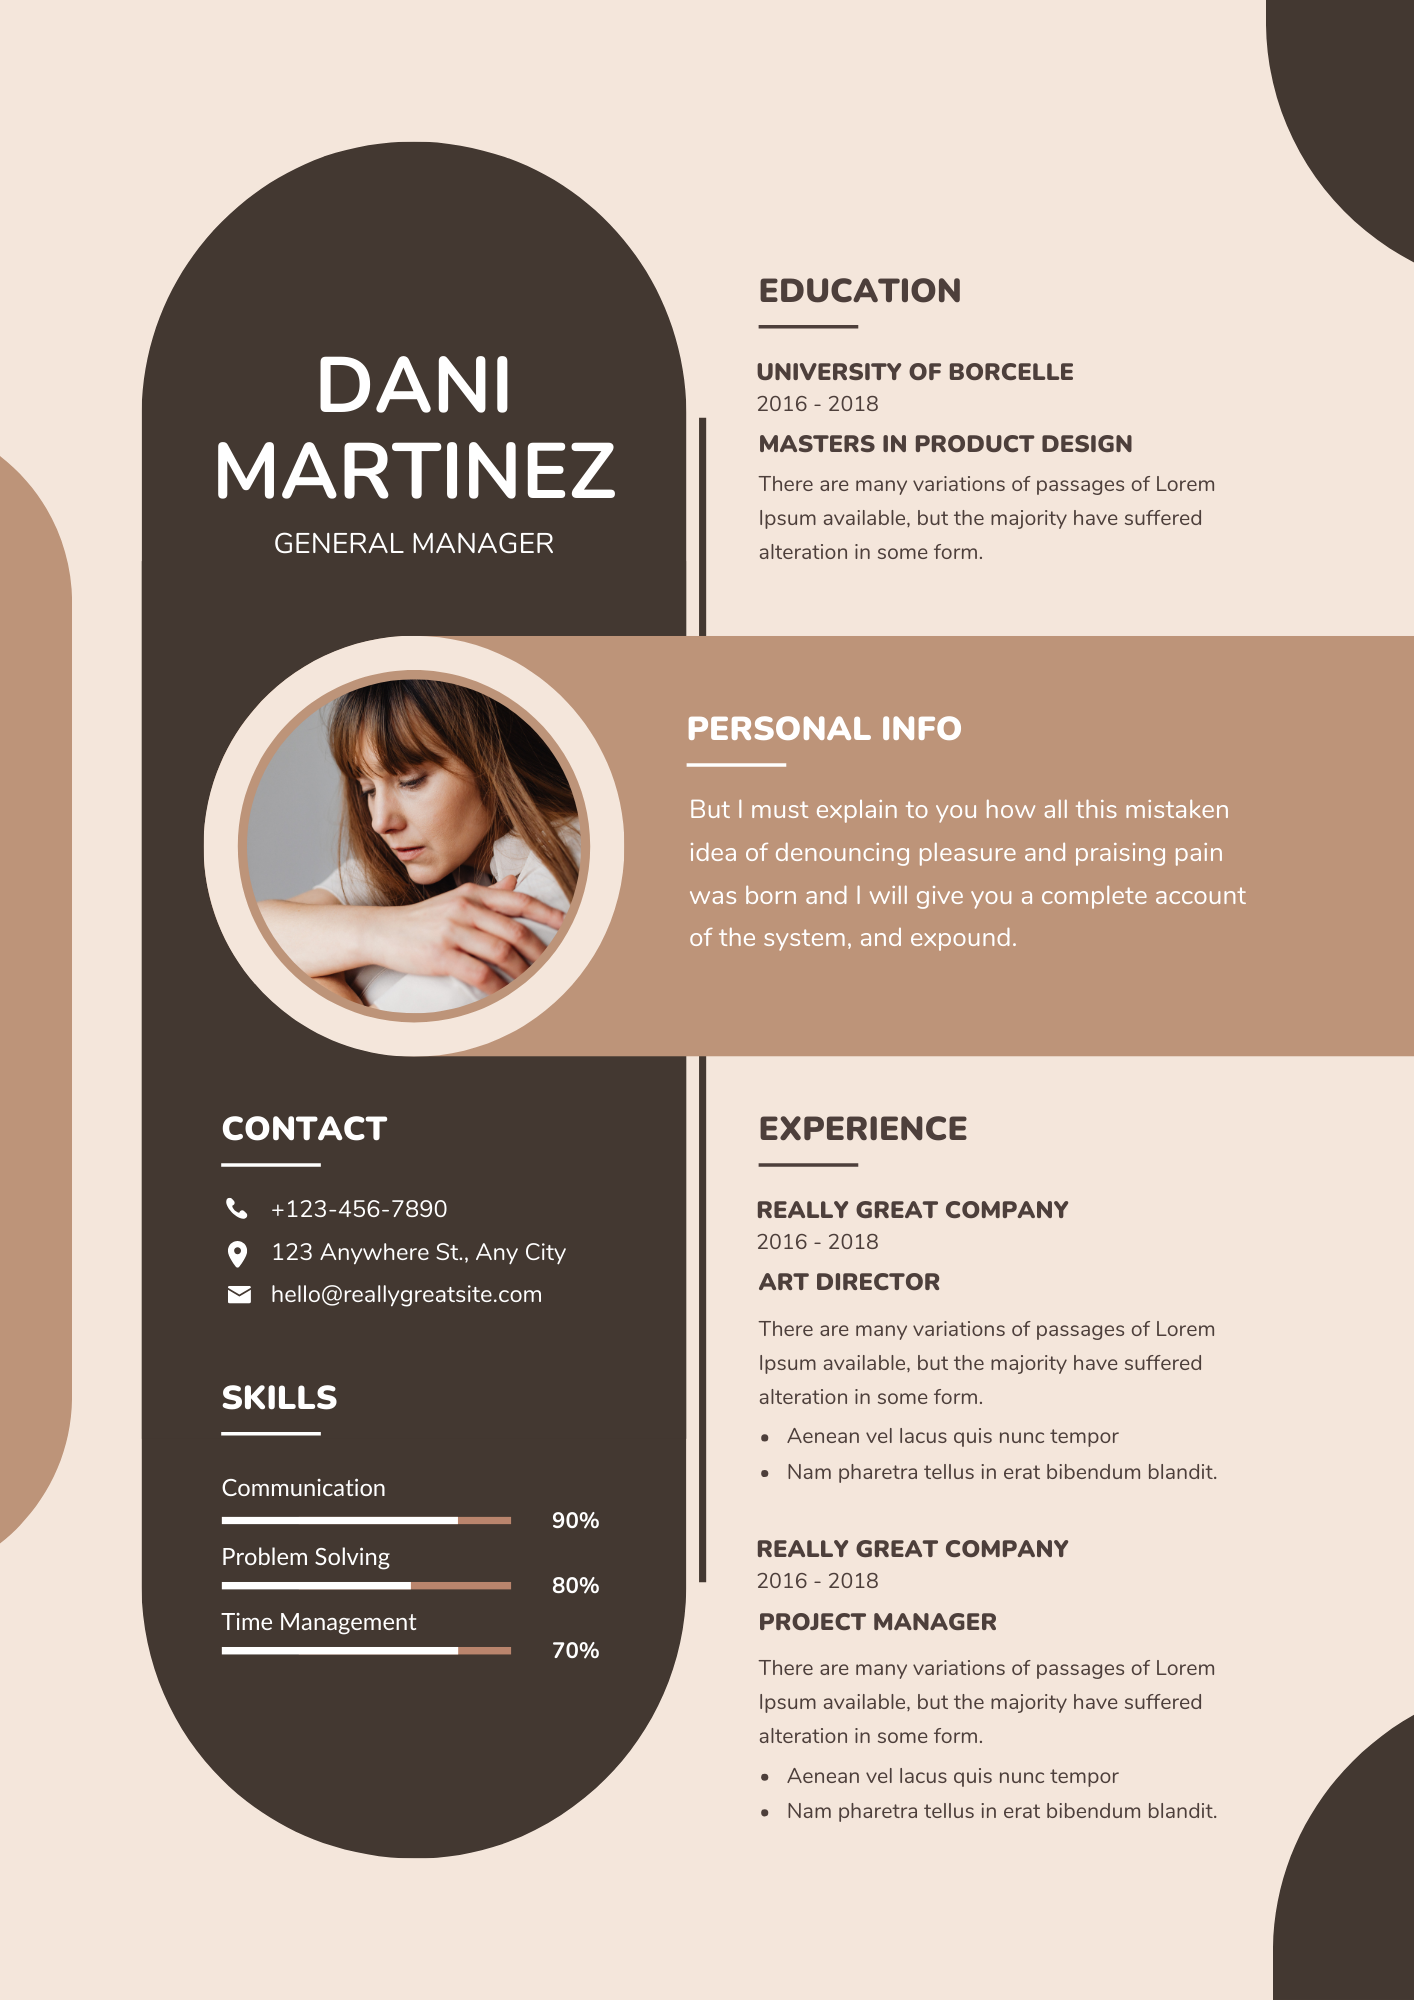 DANI
MARTINEZ
GENERAL MANAGER
EDUCATION
UNIVERSITY OF BORCELLE
2016 - 2018
MASTERS IN PRODUCT DESIGN
There are many variations of passages of Lorem
Ipsum available, but the majority have suffered
alteration in some form.
PERSONAL INFO
But I must explain to you how all this mistaken
idea of denouncing pleasure and praising pain
was born and I will give you a complete account
of the system, and expound.
CONTACT
+123-456-7890
123 Anywhere St., Any City
hello@reallygreatsite.com
SKILLS
Communication
90%
Problem Solving
80%
Time Management
70%
EXPERIENCE
REALLY GREAT COMPANY
2016 - 2018
ART DIRECTOR
There are many variations of passages of Lorem
Ipsum available, but the majority have suffered
alteration in some form.
• Aenean vel lacus quis nunc tempor
• Nam pharetra tellus in erat bibendum blandit.
REALLY GREAT COMPANY
2016 - 2018
PROJECT MANAGER
There are many variations of passages of Lorem
Ipsum available, but the majority have suffered
alteration in some form.
• Aenean vel lacus quis nunc tempor
• Nam pharetra tellus in erat bibendum blandit.